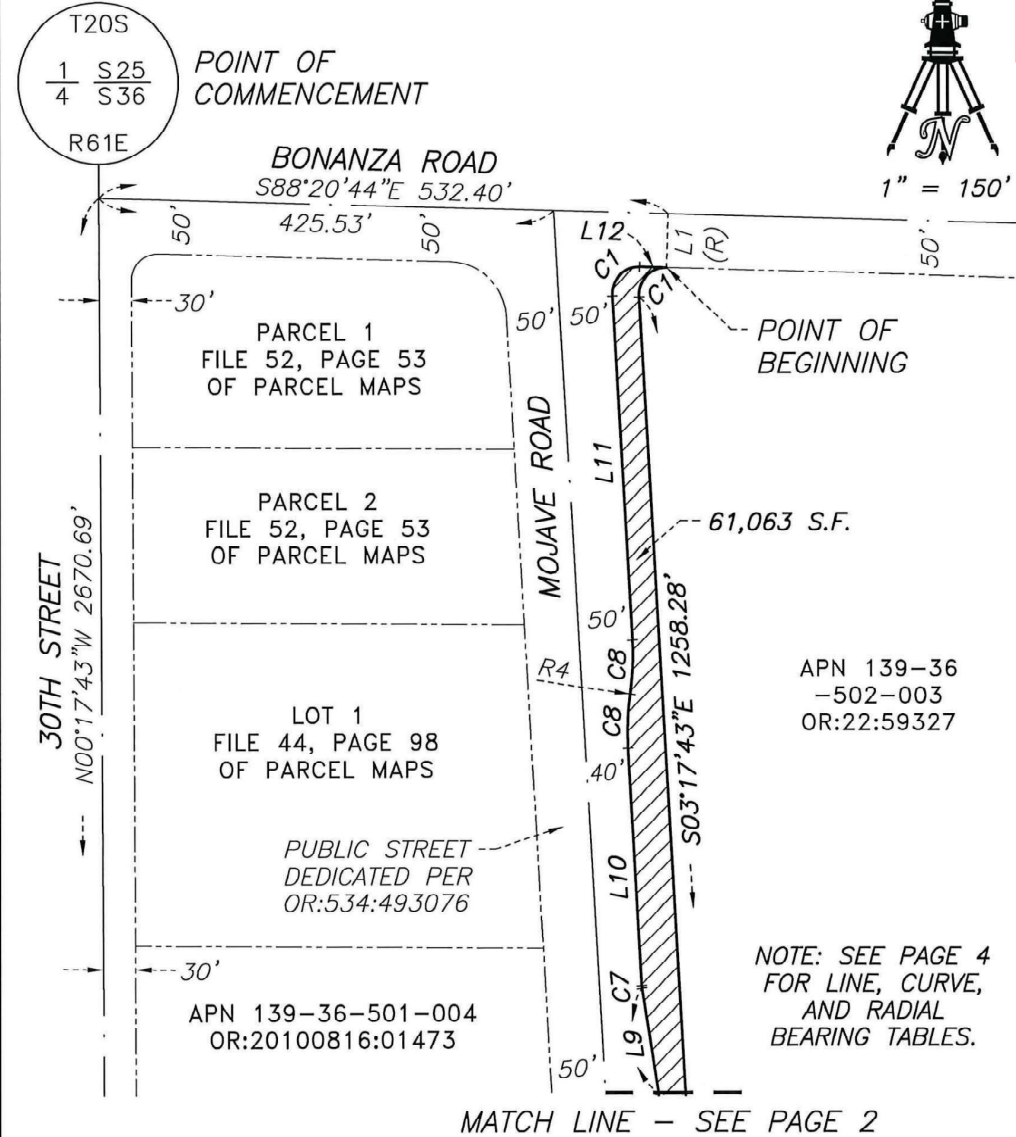 T20S
1 S25
4 S36
R61E
POINT OF
COMMENCEMENT
N
1" = 150'
BONANZA ROAD
S88°20'44"E 532.40'
50'
425.53'
50'
L12
L1
(R)
50'
C1
C1
30'
50'
50'
POINT OF
BEGINNING
PARCEL 1
FILE 52, PAGE 53
OF PARCEL MAPS
MOJAVE ROAD
L11
PARCEL 2
FILE 52, PAGE 53
OF PARCEL MAPS
61,063 S.F.
30TH STREET
N00°17'43"W 2670.69'
50'
C8
R4
C8
40'
S03°17'43"E 1258.28'
APN 139-36
-502-003
OR:22:59327
LOT 1
FILE 44, PAGE 98
OF PARCEL MAPS
PUBLIC STREET
DEDICATED PER
OR:534:493076
L10
30'
C7
NOTE: SEE PAGE 4
FOR LINE, CURVE,
AND RADIAL
BEARING TABLES.
APN 139-36-501-004
OR:20100816:01473
L9
50'
MATCH LINE - SEE PAGE 2